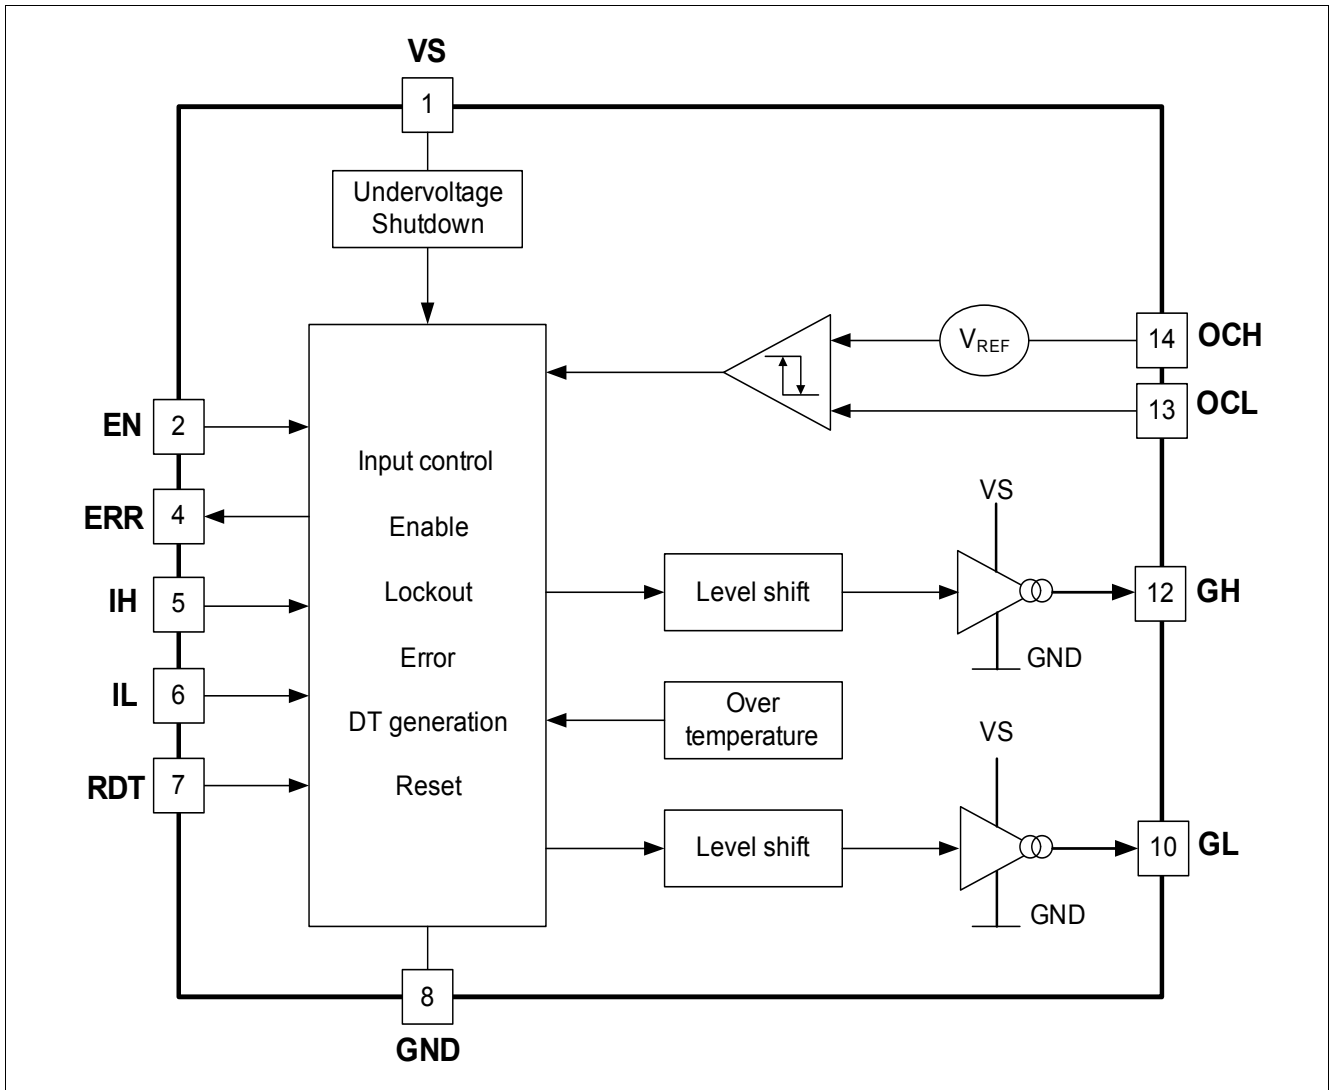 VS
1
Undervoltage
Shutdown
VREF
14 OCH
13 OCL
EN 2
Input control
VS
ERR 4
Enable
IH 5
Lockout
Level shift
12 GH
Error
GND
IL 6
Over
temperature
DT generation
VS
RDT 7
Reset
Level shift
10 GL
GND
8
GND